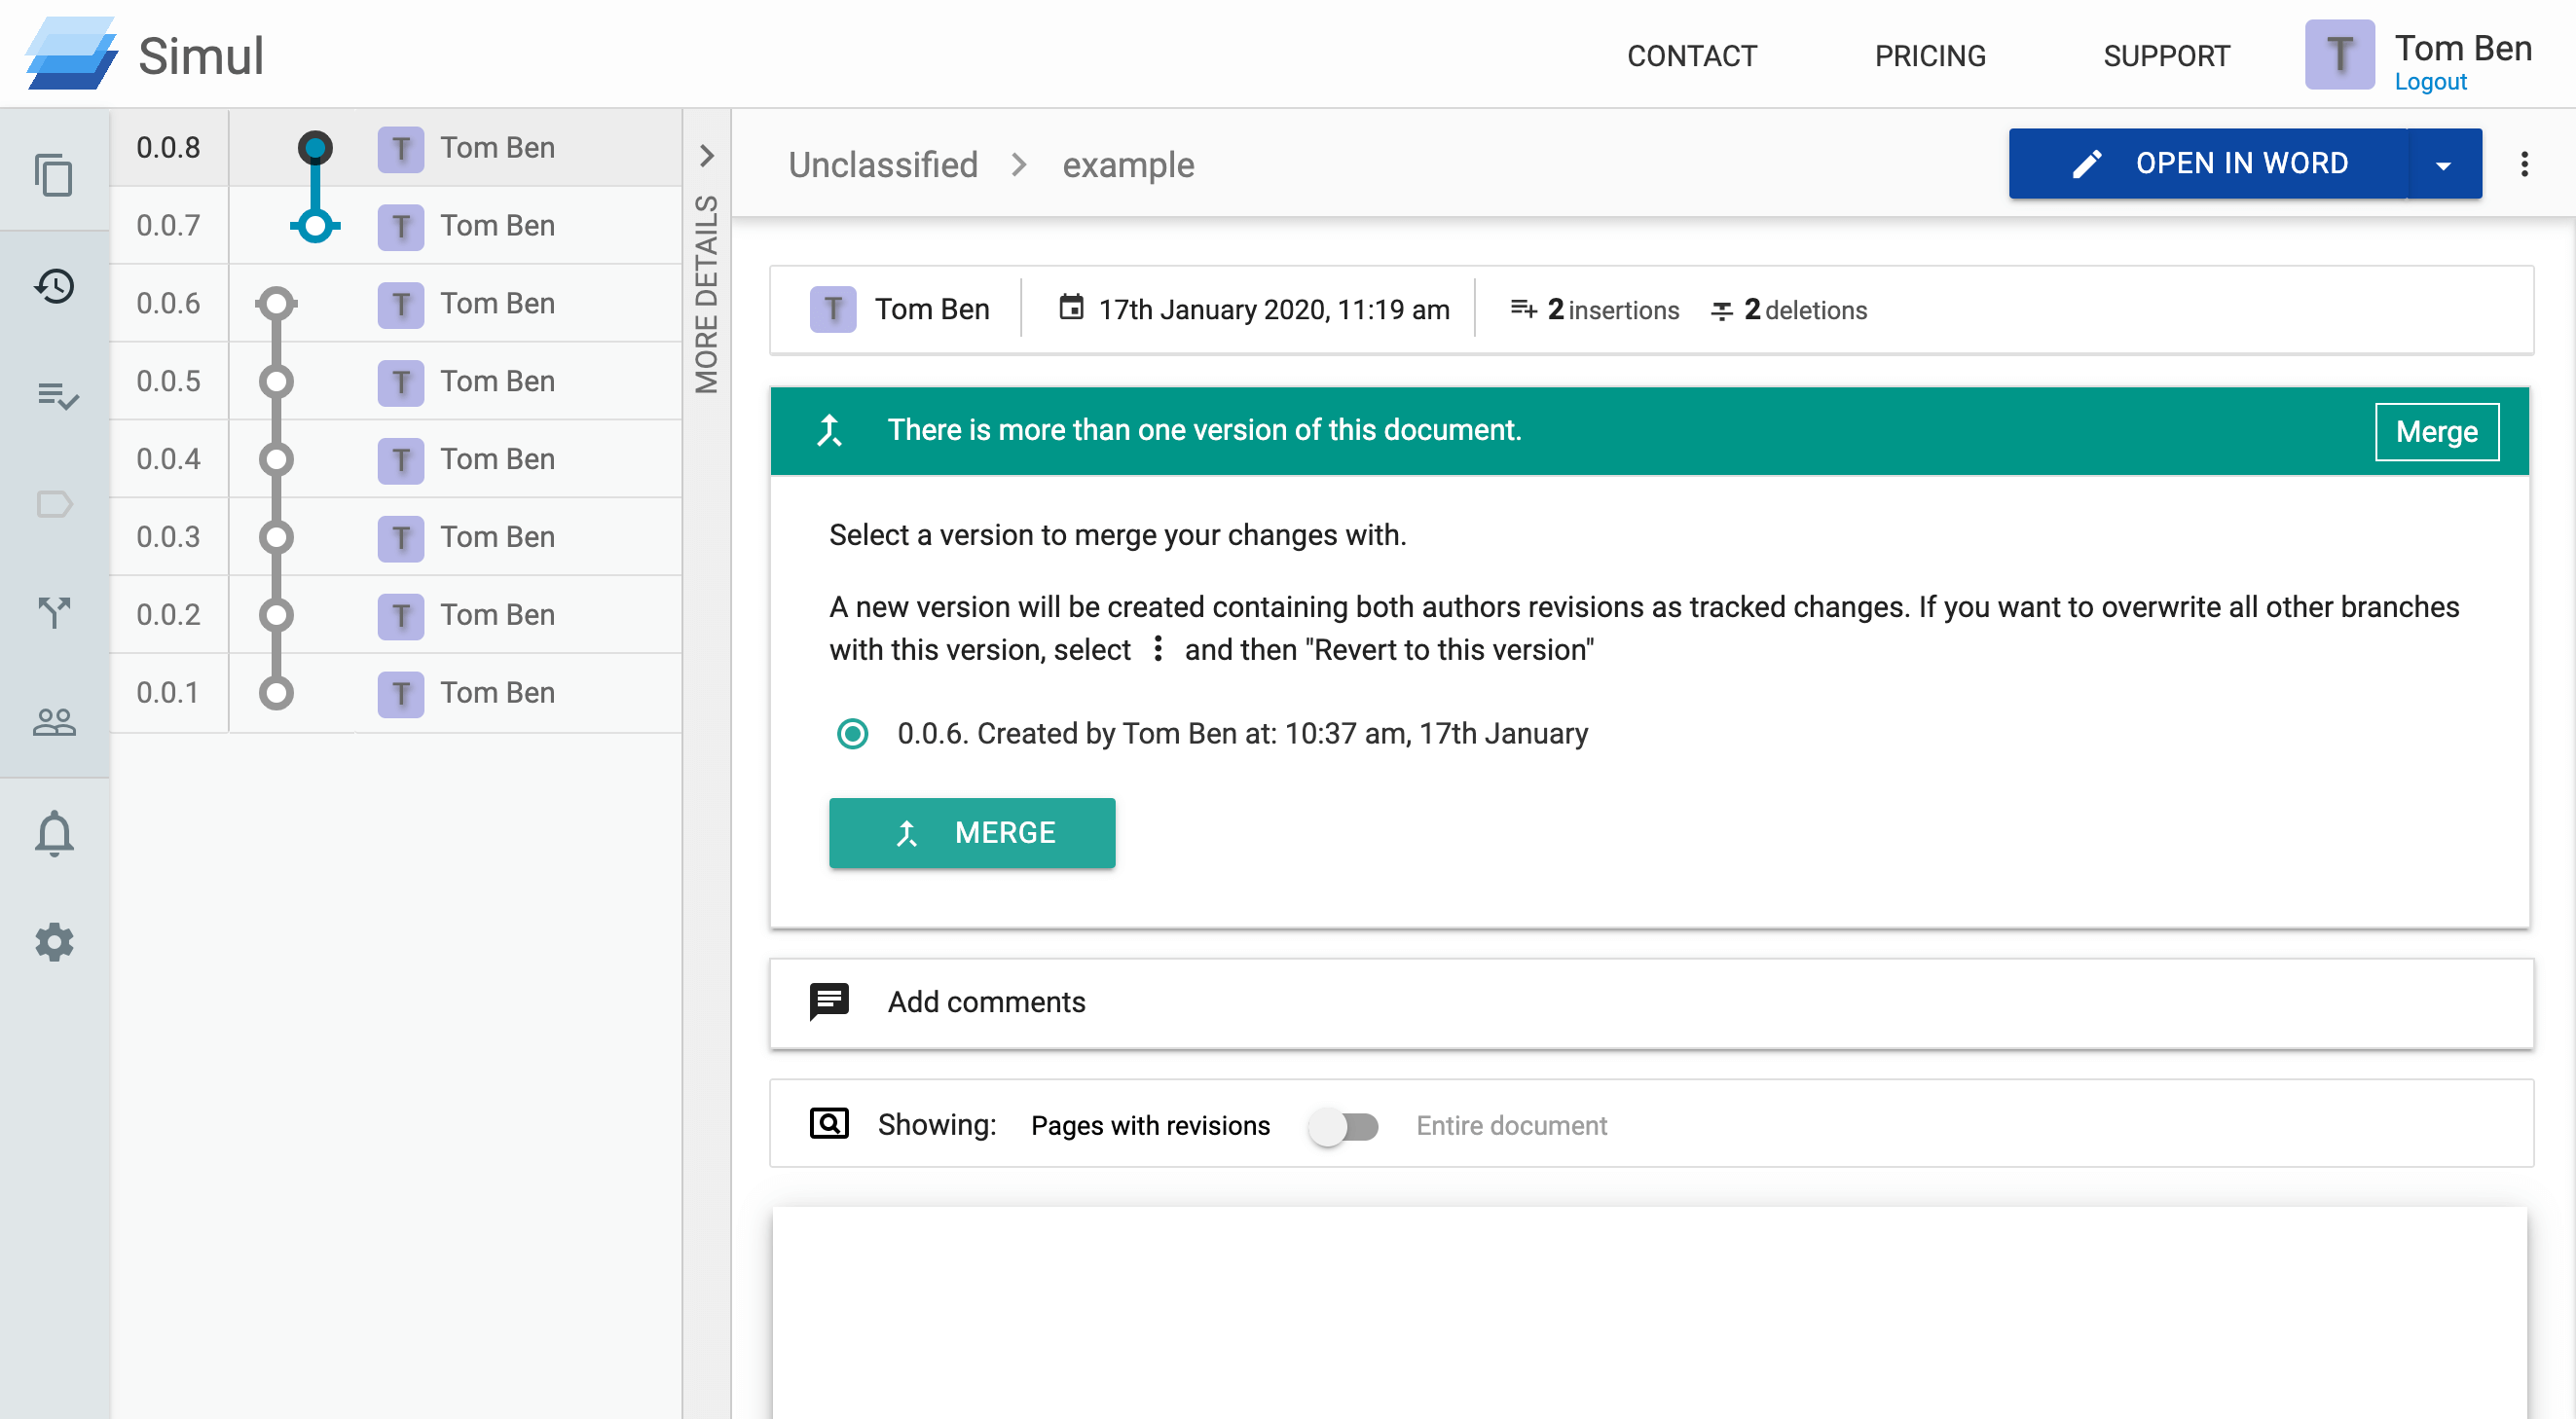 Simul
CONTACT
PRICING
SUPPORT
T
Tom Ben
Logout
0.0.8 T Tom Ben
0.0.7 T Tom Ben
0.0.6 T Tom Ben
0.0.5 T Tom Ben
0.0.4 T Tom Ben
0.0.3 T Tom Ben
0.0.2 T Tom Ben
0.0.1 T Tom Ben
MORE DETAILS
Unclassified > example
OPEN IN WORD
T Tom Ben 17th January 2020, 11:19 am 2 insertions 2 deletions
There is more than one version of this document. Merge
Select a version to merge your changes with.
A new version will be created containing both authors revisions as tracked changes. If you want to overwrite all other branches
with this version, select ⋮ and then "Revert to this version"
0.0.6. Created by Tom Ben at: 10:37 am, 17th January
MERGE
Add comments
Showing: Pages with revisions Entire document